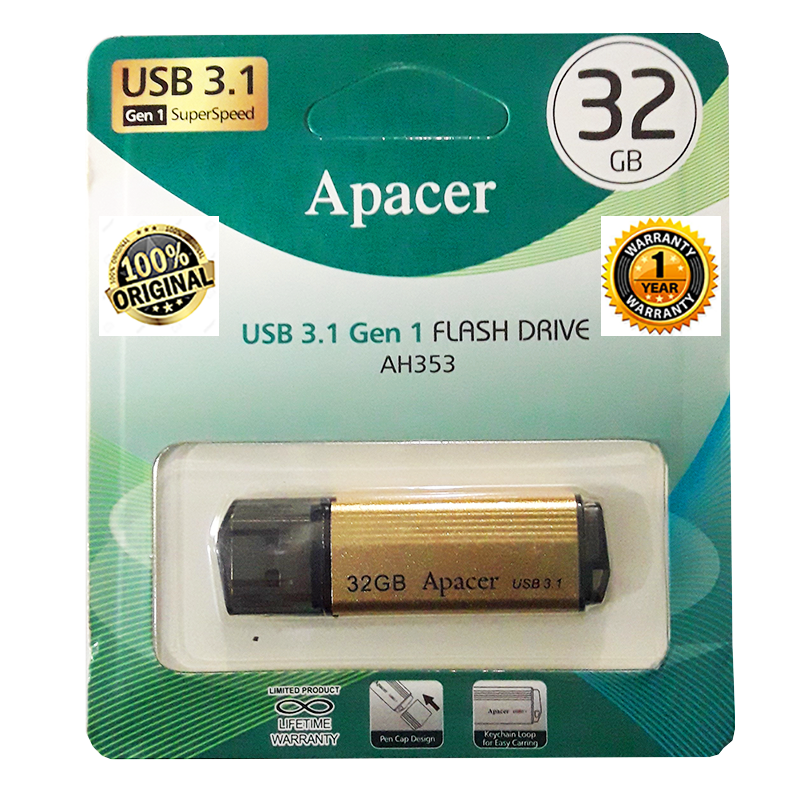 USB 3.1
Gen 1 SuperSpeed
32
GB
Apacer
100%
ORIGINAL
WARRANTY
1
YEAR
WARRANTY
USB 3.1 Gen 1 FLASH DRIVE
AH353
32GB Apacer USB 3.1
LIMITED PRODUCT
LIFETIME
WARRANTY
Pen Cap Design
Apacer
Keychain Loop
for Easy Carring